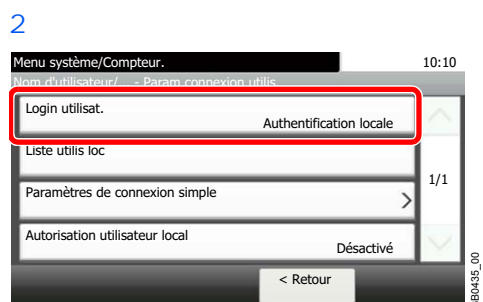 2
Menu système/Compteur.
10:10
Nom d'utilisateur/... - Param connexion utilis.
Login utilisat.
Authentification locale
Liste utilis loc
1/1
Paramètres de connexion simple
Autorisation utilisateur local
Désactivé
< Retour
B0435_00